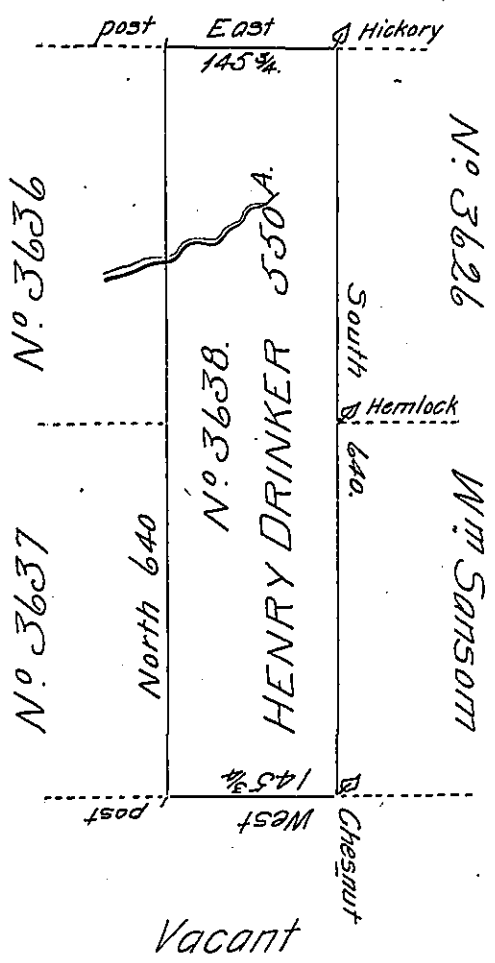 post East Hickory
145 3/4.
Nº 3636
Nº 3626
550 A.
South
640.
Hemlock
Nº 3638.
HENRY DRINKER
Nº 3637
North 640
Wm Sansom
145 3/4
post West Chesnut
Vacant